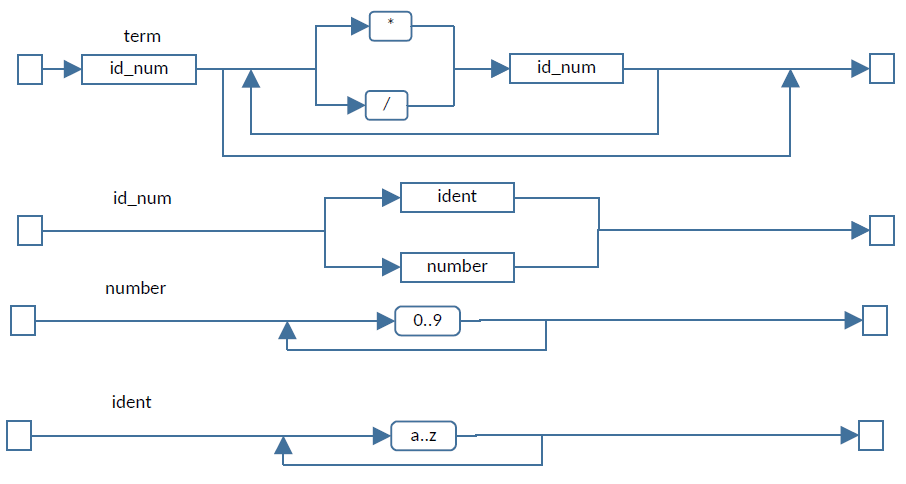 term
*
id_num
id_num
/
id_num
ident
number
number
0..9
ident
a..z